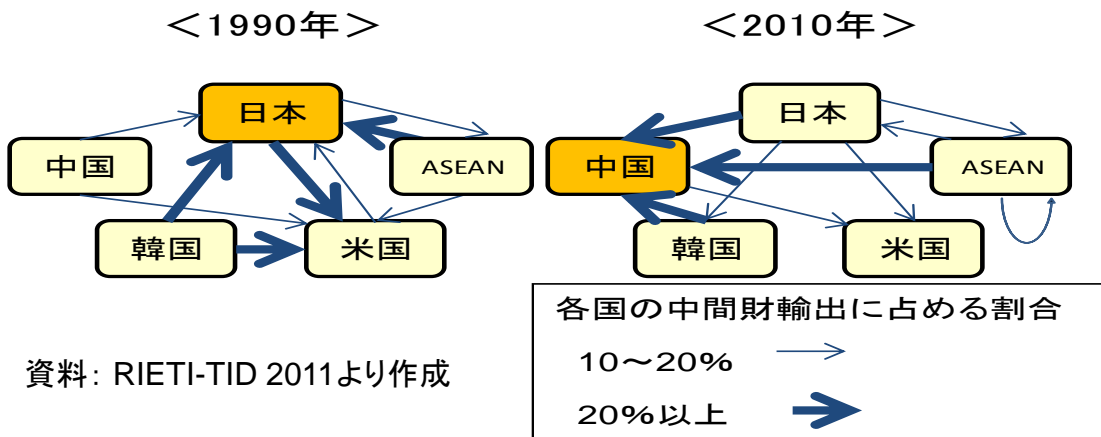 ＜1990年＞
日本
中国
ASEAN
韓国
米国
＜2010年＞
日本
中国
ASEAN
韓国
米国
各国の中間財輸出に占める割合
10～20%
20%以上
資料： RIETI-TID 2011より作成